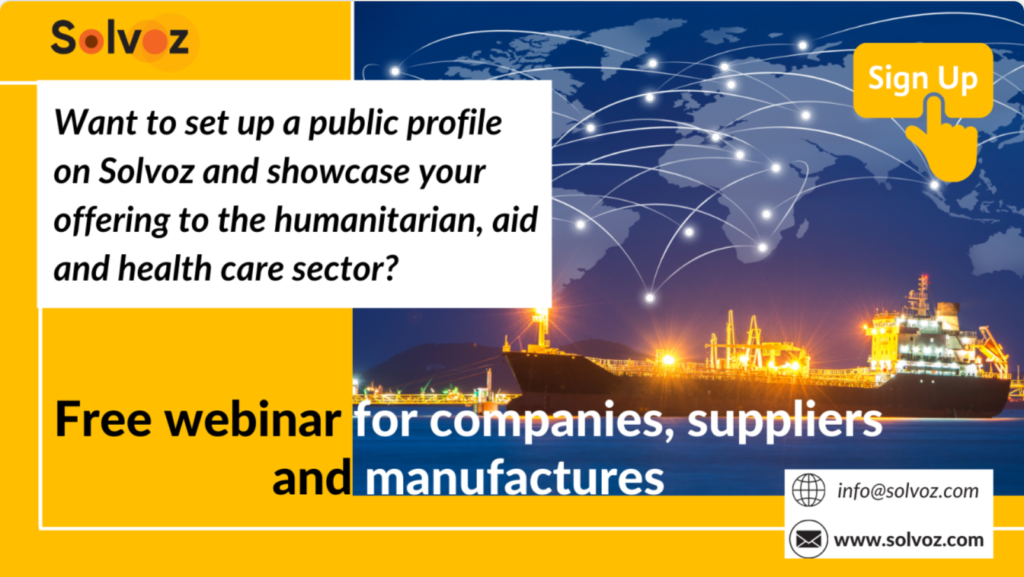 Solvoz
Sign Up
Want to set up a public profile
on Solvoz and showcase your
offering to the humanitarian, aid
and health care sector?
Free webinar for companies, suppliers
and manufactures
info@solvoz.com
www.solvoz.com